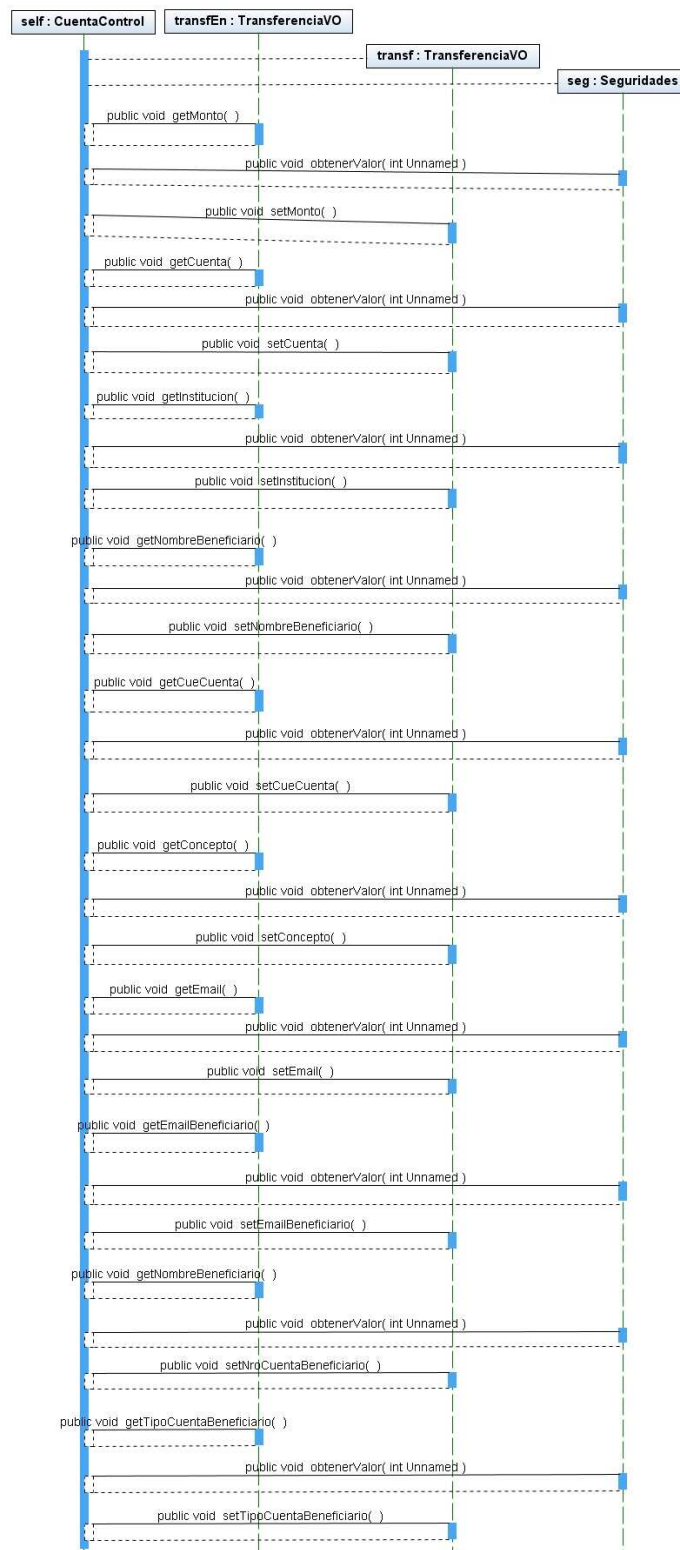 self : CuentaControl
transfEn : TransferenciaVO
transf : TransferenciaVO
seg : Seguridades
public void getMonto( )
public void obtenerValor( int Unnamed )
public void setMonto( )
public void getCuenta( )
public void obtenerValor( int Unnamed )
public void setCuenta( )
public void getInstitucion( )
public void obtenerValor( int Unnamed )
public void setInstitucion( )
public void getNombreBeneficiario( )
public void obtenerValor( int Unnamed )
public void setNombreBeneficiario( )
public void getCueCuenta( )
public void obtenerValor( int Unnamed )
public void setCueCuenta( )
public void getConcepto( )
public void obtenerValor( int Unnamed )
public void setConcepto( )
public void getEmail( )
public void obtenerValor( int Unnamed )
public void setEmail( )
public void getEmailBeneficiario( )
public void obtenerValor( int Unnamed )
public void setEmailBeneficiario( )
public void getNombreBeneficiario( )
public void obtenerValor( int Unnamed )
public void setNroCuentaBeneficiario( )
public void getTipoCuentaBeneficiario( )
public void obtenerValor( int Unnamed )
public void setTipoCuentaBeneficiario( )